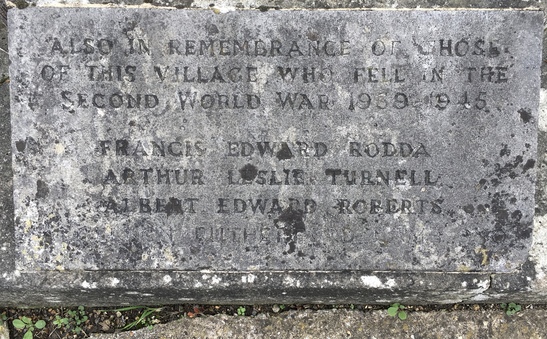 ALSO IN REMEMBRANCE OF THOSE
OF THIS VILLAGE WHO FELL IN THE
SECOND WORLD WAR 1939-1945
FRANCIS EDWARD RODDA
ARTHUR LESLIE TURNELL
ALBERT EDWARD ROBERTS